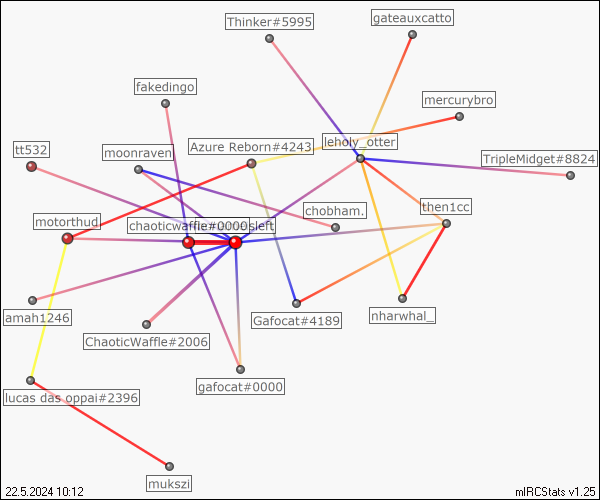 Thinker#5995
gateauxcatto
fakedingo
mercurybro
tt532
moonraven
Azure Reborn#4243
leholy_otter
TripleMidget#8824
motorthud
chaoticwaffle#0000
sleft
chobham.
then1cc
amah1246
ChaoticWaffle#2006
Gafocat#4189
nharwhal_
gafocat#0000
lucas das oppai#2396
mukszi
22.5.2024 10:12
mIRCStats v1.25